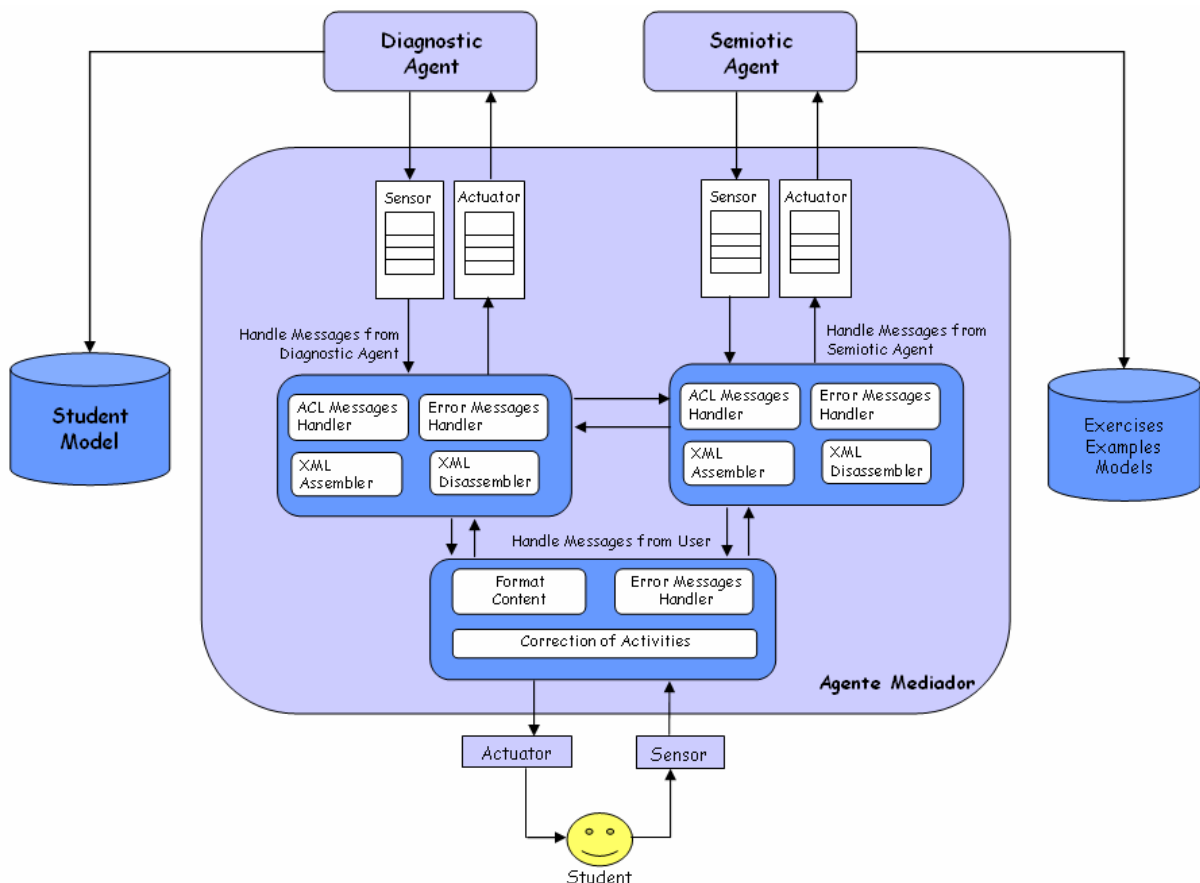 Diagnostic
Agent
Semiotic
Agent
Sensor
Actuator
Sensor
Actuator
Handle Messages from
Diagnostic Agent
Handle Messages from
Semiotic Agent
Student
Model
ACL Messages
Handler
Error Messages
Handler
XML
Assembler
XML
Disassembler
ACL Messages
Handler
Error Messages
Handler
XML
Assembler
XML
Disassembler
Exercises
Examples
Models
Handle Messages from User
Format
Content
Error Messages
Handler
Correction of Activities
Agente Mediador
Actuator
Sensor
Student